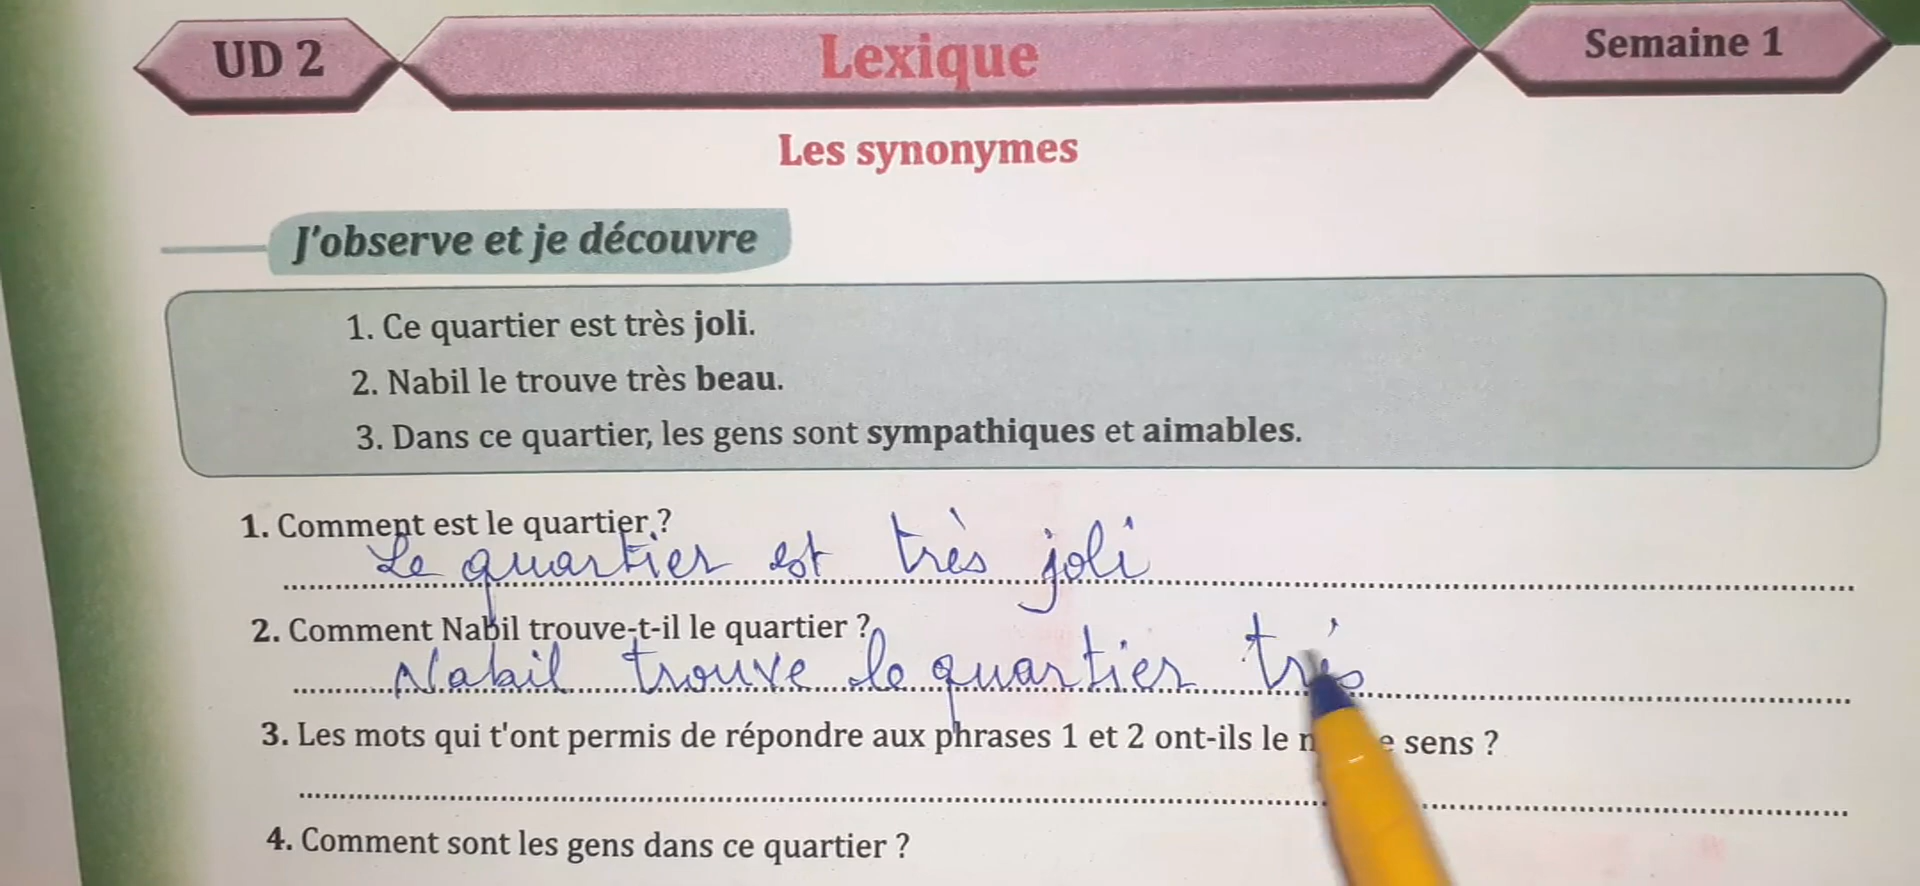 UD 2
Lexique
Semaine 1
Les synonymes
J'observe et je découvre
1. Ce quartier est très joli.
2. Nabil le trouve très beau.
3. Dans ce quartier, les gens sont sympathiques et aimables.
1. Comment est le quartier ?
Le quartier est très joli
2. Comment Nabil trouve-t-il le quartier ?
Nabil trouve le quartier très
3. Les mots qui t'ont permis de répondre aux phrases 1 et 2 ont-ils le sens ?
4. Comment sont les gens dans ce quartier ?